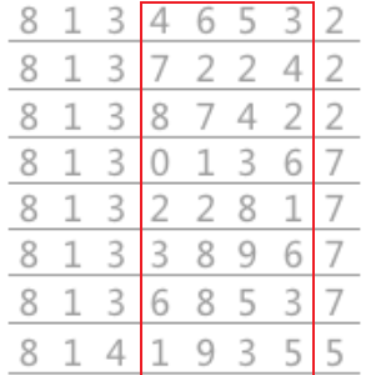 8 1 3 4 6 5 3 2
8 1 3 7 2 2 4 2
8 1 3 8 7 4 2 2
8 1 3 0 1 3 6 7
8 1 3 2 2 8 1 7
8 1 3 3 8 9 6 7
8 1 3 6 8 5 3 7
8 1 4 1 9 3 5 5